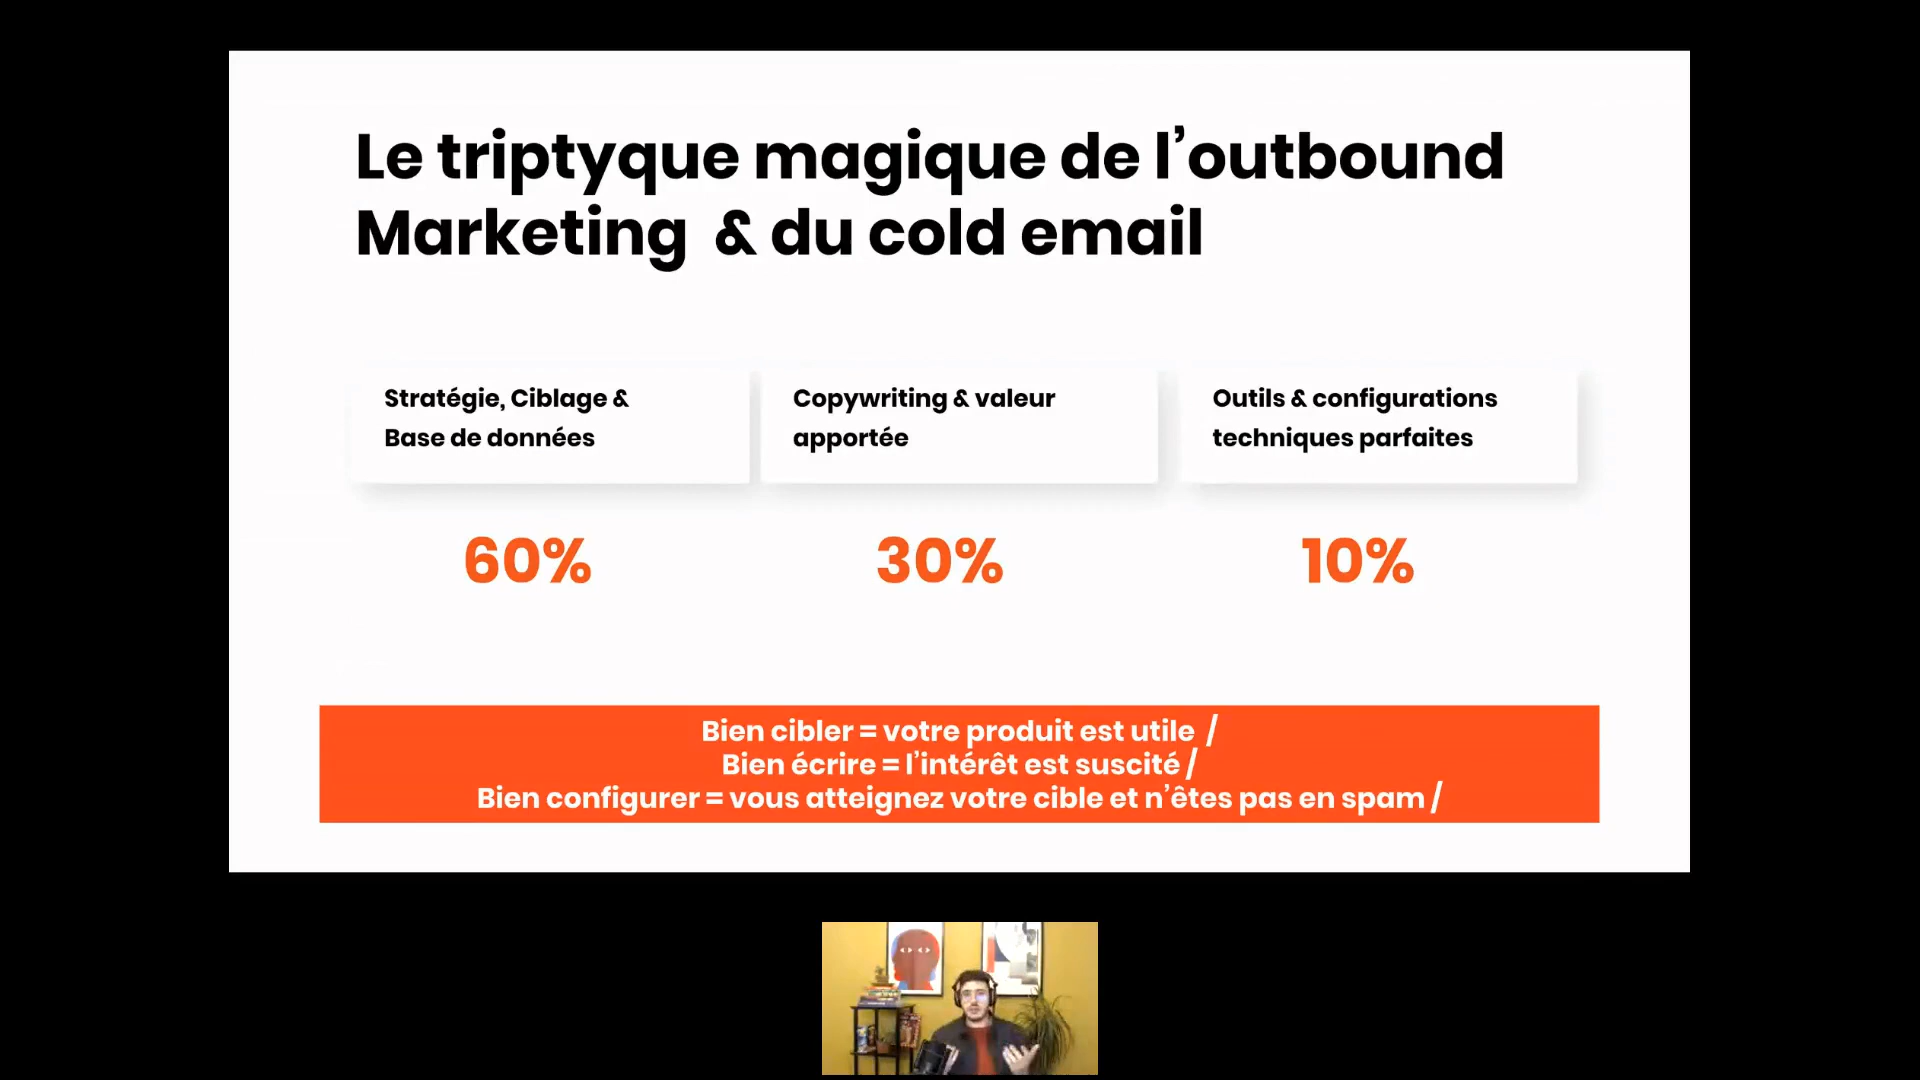 Le triptyque magique de l’outbound
Marketing & du cold email
Stratégie, Ciblage &
Base de données
60%
Copywriting & valeur
apportée
30%
Outils & configurations
techniques parfaites
10%
Bien cibler = votre produit est utile /
Bien écrire = l’intérêt est suscité /
Bien configurer = vous atteignez votre cible et n’êtes pas en spam /